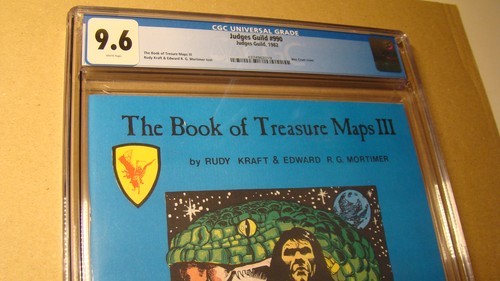 CGC UNIVERSAL GRADE
9.6
Judges Guild #990
Judges Guild, 1982
The Book of Treasure Maps III
Rudy Kraft & Edward R. G. Mortimer text
The Book of Treasure Maps III
by RUDY KRAFT & EDWARD R.G. MORTIMER